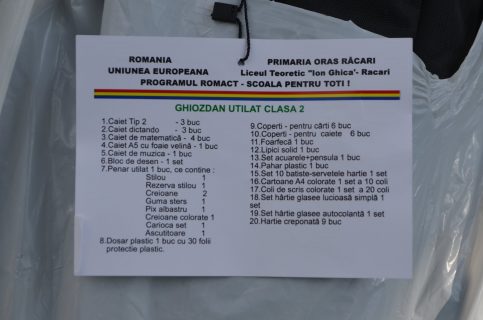 ROMANIA
UNIUNEA EUROPEANA
PRIMARIA ORAS RĂCARI
Liceul Teoretic "Ion Ghica'- Racari
PROGRAMUL ROMACT - SCOALA PENTRU TOTI !
GHIOZDAN UTILAT CLASA 2
1.Caiet Tip 2 - 3 buc
2.Caiet dictando - 3 buc
3.Caiet de matematică - 4 buc
4.Caiet A5 cu foaie velină - 1 buc
5.Caiet de muzica - 1 buc
6.Bloc de desen - 1 set
7.Penar utilat 1 buc, ce contine :
Stilou 1
Rezerva stilou 1
Creioane 2
Guma sters 1
Pix albastru 1
Creioane colorate 1
Carioca set 1
Ascutitoare 1
8.Dosar plastic 1 buc cu 30 folii
protectie plastic.
9.Coperti - pentru cărti 6 buc
10.Coperti - pentru caiete 6 buc
11.Foarfecă 1 buc
12.Lipici solid 1 buc
13.Set acuarele+pensula 1 buc
14.Pahar plastic 1 buc
15.Set 10 batiste-servetele hartie 1 set
16.Cartoane A4 colorate 1 set a 10 coli
17.Coli de scris colorate 1 set a 20 coli
18.Set hârtie glasee lucioasă simplă 1
set
19.Set hârtie glasee autocolantă 1 set
20.Hartie creponată 9 buc